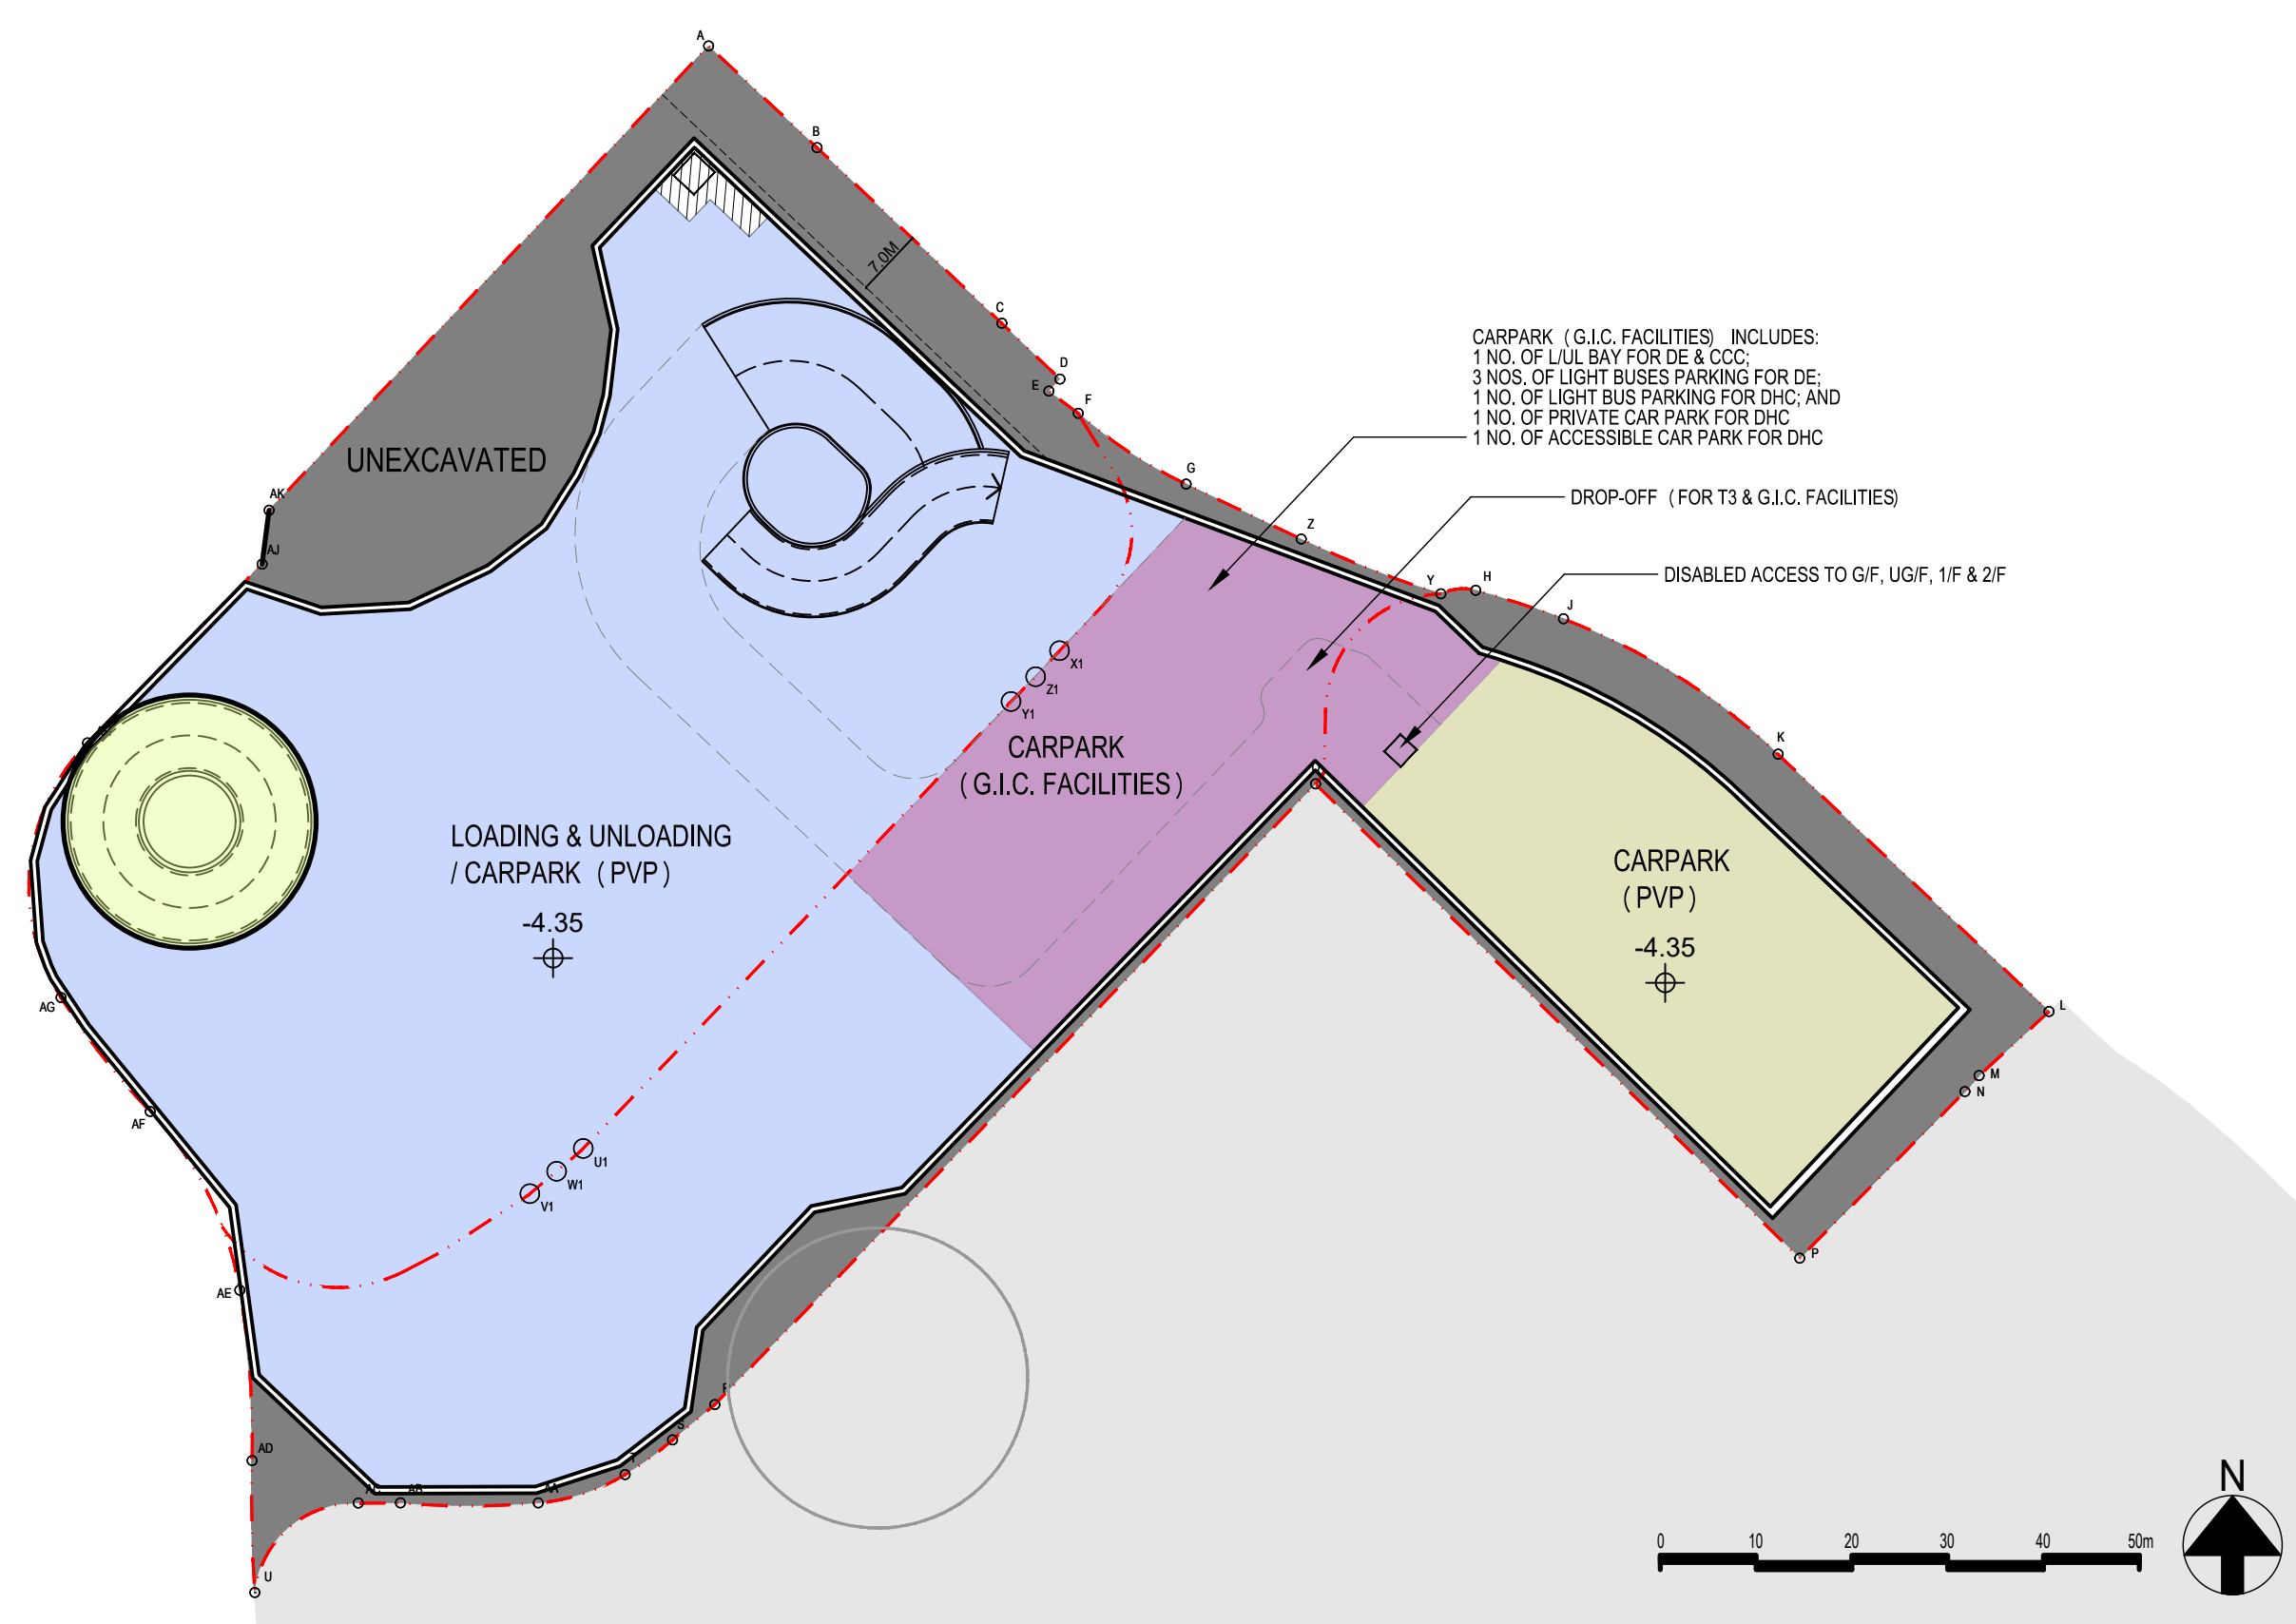 A
B
C
D
E
F
G
Z
Y
H
J
K
L
M
N
P
7.0M
CARPARK (G.I.C. FACILITIES) INCLUDES:
1 NO. OF L/UL BAY FOR DE & CCC;
3 NOS. OF LIGHT BUSES PARKING FOR DE;
1 NO. OF LIGHT BUS PARKING FOR DHC; AND
1 NO. OF PRIVATE CAR PARK FOR DHC
1 NO. OF ACCESSIBLE CAR PARK FOR DHC
DROP-OFF (FOR T3 & G.I.C. FACILITIES)
DISABLED ACCESS TO G/F, UG/F, 1/F & 2/F
UNEXCAVATED
AK
AJ
X1
Z1
Y1
CARPARK
(G.I.C. FACILITIES)
LOADING & UNLOADING
/ CARPARK (PVP)
-4.35
CARPARK
(PVP)
-4.35
AG
AF
AE
AD
U1
W1
V1
S
T
AA
U
N
0 10 20 30 40 50m